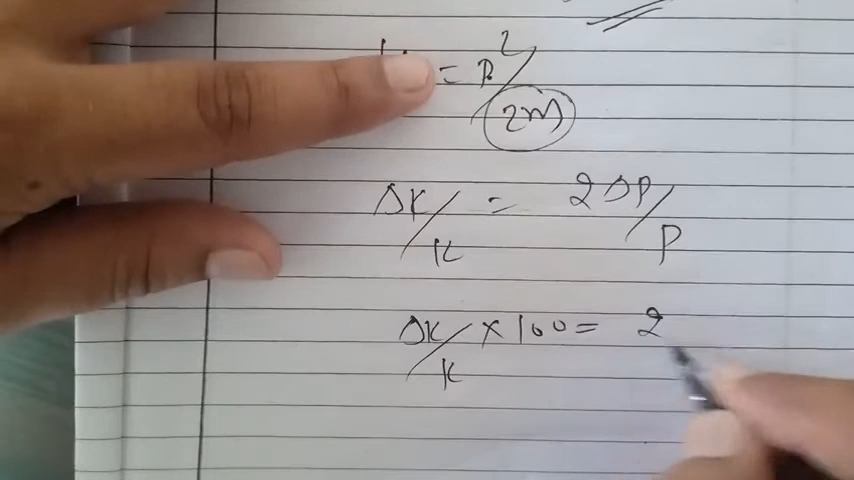 = P²/2m
ΔK/K = 2ΔP/P
ΔK/K × 100 = 2